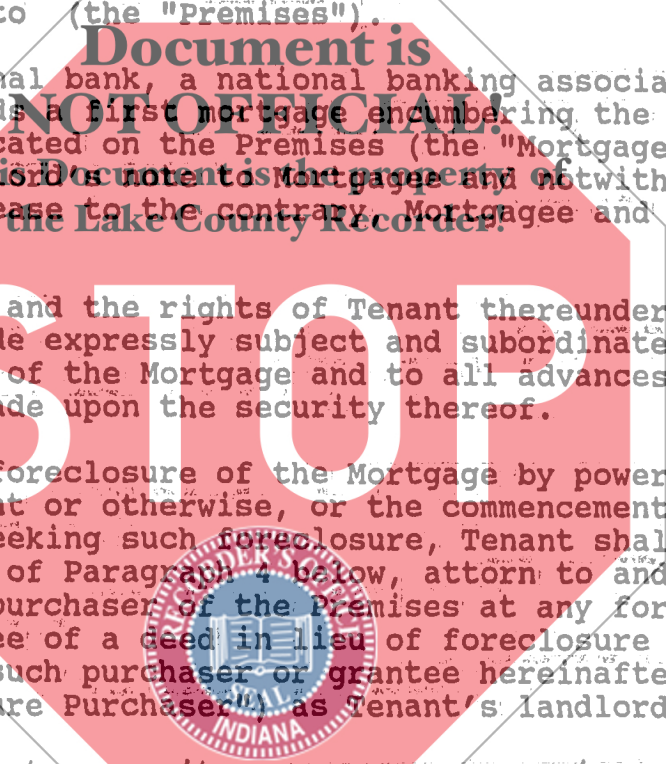 to (the "Premises").
Document is
nal bank, a national banking associa
NOT OFFICIAL!
ds a first mortgage encumbering the
cated on the Premises (the "Mortgage
is Document is the property of
ord's note to Mortgagee and notwith
the Lake County Recorder!
ease to the contrary, Mortgagee and
and the rights of Tenant thereunder
de expressly subject and subordinate
of the Mortgage and to all advances
ade upon the security thereof.
STOP
foreclosure of the Mortgage by power
nt or otherwise, or the commencement
eeking such foreclosure, Tenant shal
of Paragraph 4 below, attorn to and
purchaser of the Premises at any for
ee of a deed in lieu of foreclosure
such purchaser or grantee hereinafte
ure Purchaser") as Tenant's landlord
RECORDER'S
SEAL
INDIANA